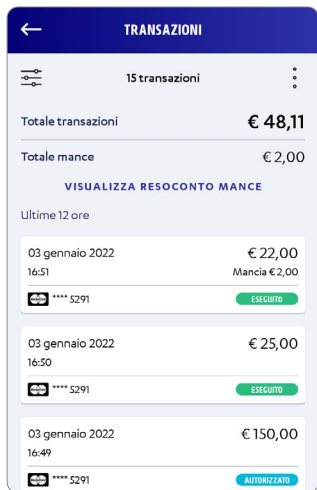 TRANSAZIONI
15 transazioni
Totale transazioni € 48,11
Totale mance € 2,00
VISUALIZZA RESOCONTO MANCE
Ultime 12 ore
03 gennaio 2022 € 22,00
16:51 Mancia € 2,00
**** 5291 ESEGUITO
03 gennaio 2022 € 25,00
16:50
**** 5291 ESEGUITO
03 gennaio 2022 € 150,00
16:49
**** 5291 AUTORIZZATO